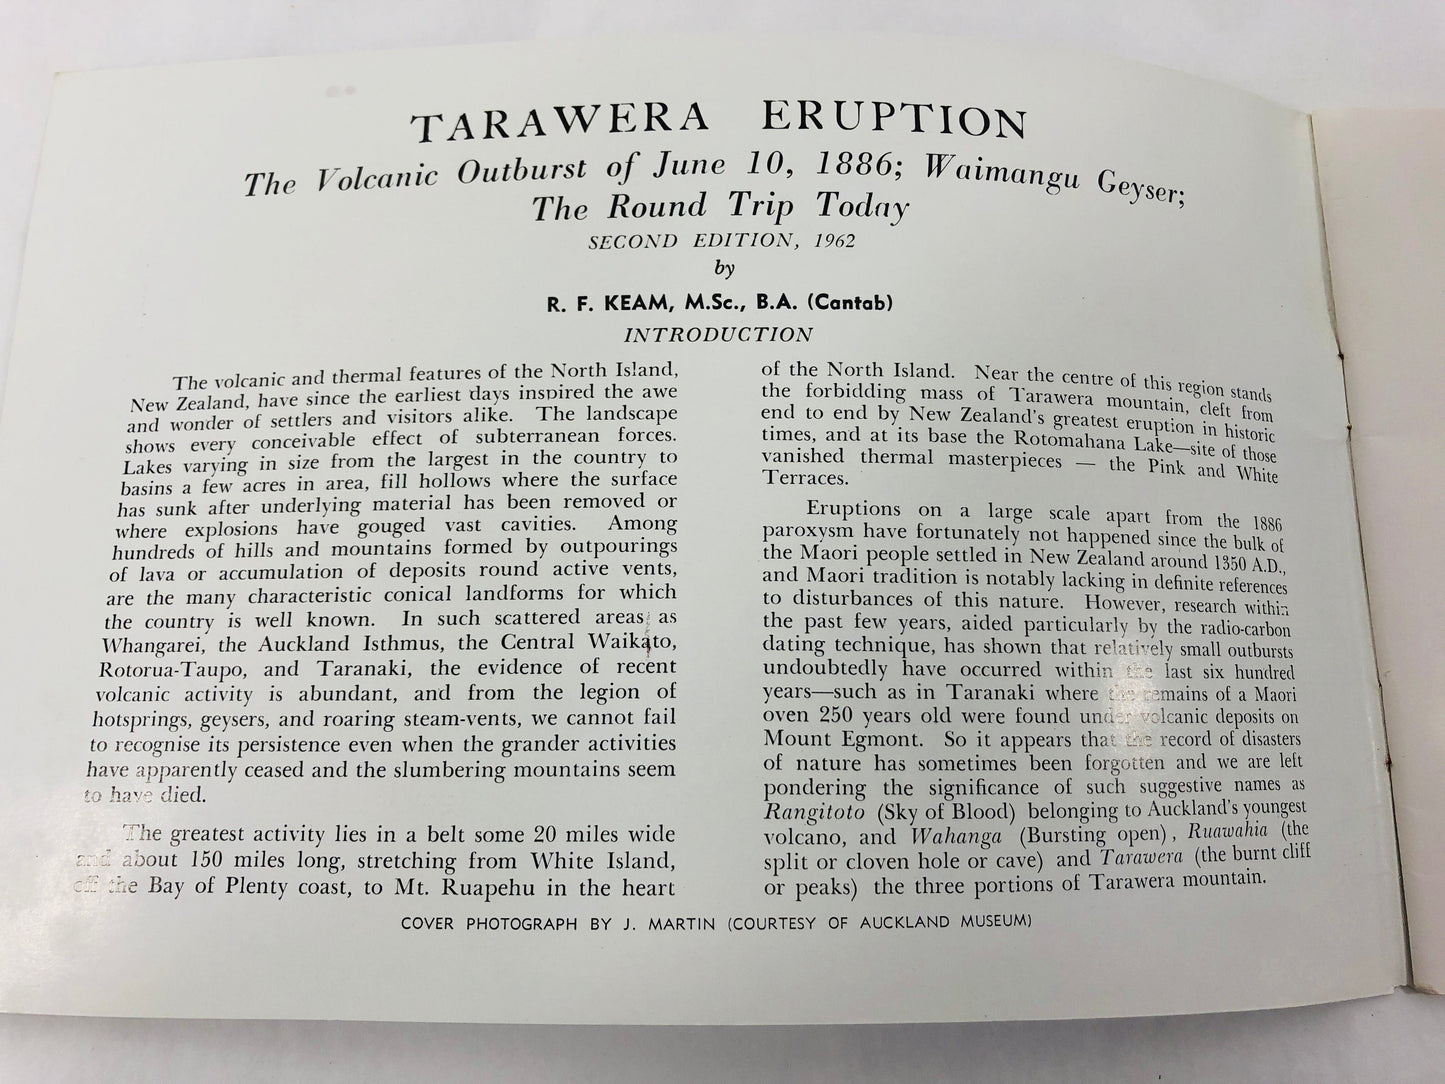 TARAWERA ERUPTION
The Volcanic Outburst of June 10, 1886; Waimangu Geyser;
The Round Trip Today
SECOND EDITION, 1962
by
R. F. KEAM, M.Sc., B.A. (Cantab)
INTRODUCTION
The volcanic and thermal features of the North Island,
New Zealand, have since the earliest days inspired the awe
and wonder of settlers and visitors alike. The landscape
shows every conceivable effect of subterranean forces.
Lakes varying in size from the largest in the country to
basins a few acres in area, fill hollows where the surface
has sunk after underlying material has been removed or
where explosions have gouged vast cavities. Among
hundreds of hills and mountains formed by outpourings
of lava or accumulation of deposits round active vents,
are the many characteristic conical landforms for which
the country is well known. In such scattered areas as
Whangarei, the Auckland Isthmus, the Central Waikato,
Rotorua-Taupo, and Taranaki, the evidence of recent
volcanic activity is abundant, and from the legion of
hotsprings, geysers, and roaring steam-vents, we cannot fail
to recognise its persistence even when the grander activities
have apparently ceased and the slumbering mountains seem
to have died.
The greatest activity lies in a belt some 20 miles wide
and about 150 miles long, stretching from White Island,
off the Bay of Plenty coast, to Mt. Ruapehu in the heart
of the North Island. Near the centre of this region stands
the forbidding mass of Tarawera mountain, cleft from
end to end by New Zealand's greatest eruption in historic
times, and at its base the Rotomahana Lake—site of those
vanished thermal masterpieces — the Pink and White
Terraces.
Eruptions on a large scale apart from the 1886
paroxysm have fortunately not happened since the bulk of
the Maori people settled in New Zealand around 1350 A.D.,
and Maori tradition is notably lacking in definite references
to disturbances of this nature. However, research within
the past few years, aided particularly by the radio-carbon
dating technique, has shown that relatively small outbursts
undoubtedly have occurred within the last six hundred
years—such as in Taranaki where the remains of a Maori
oven 250 years old were found under volcanic deposits on
Mount Egmont. So it appears that the record of disasters
of nature has sometimes been forgotten and we are left
pondering the significance of such suggestive names as
Rangitoto (Sky of Blood) belonging to Auckland's youngest
volcano, and Wahanga (Bursting open), Ruawahia (the
split or cloven hole or cave) and Tarawera (the burnt cliff
or peaks) the three portions of Tarawera mountain.
COVER PHOTOGRAPH BY J. MARTIN (COURTESY OF AUCKLAND MUSEUM)